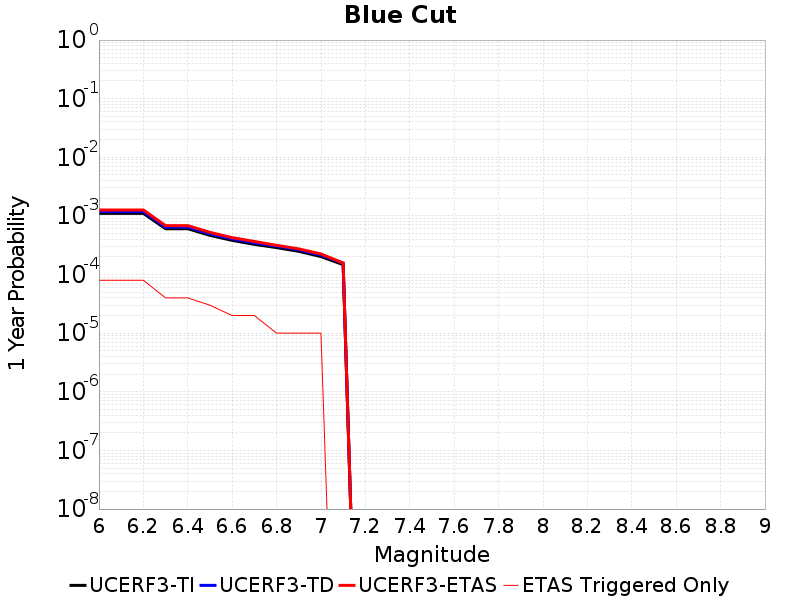 Blue Cut
1 Year Probability
10^0
10^-1
10^-2
10^-3
10^-4
10^-5
10^-6
10^-7
10^-8
6 6.2 6.4 6.6 6.8 7 7.2 7.4 7.6 7.8 8 8.2 8.4 8.6 8.8 9
Magnitude
UCERF3-TI UCERF3-TD UCERF3-ETAS ETAS Triggered Only